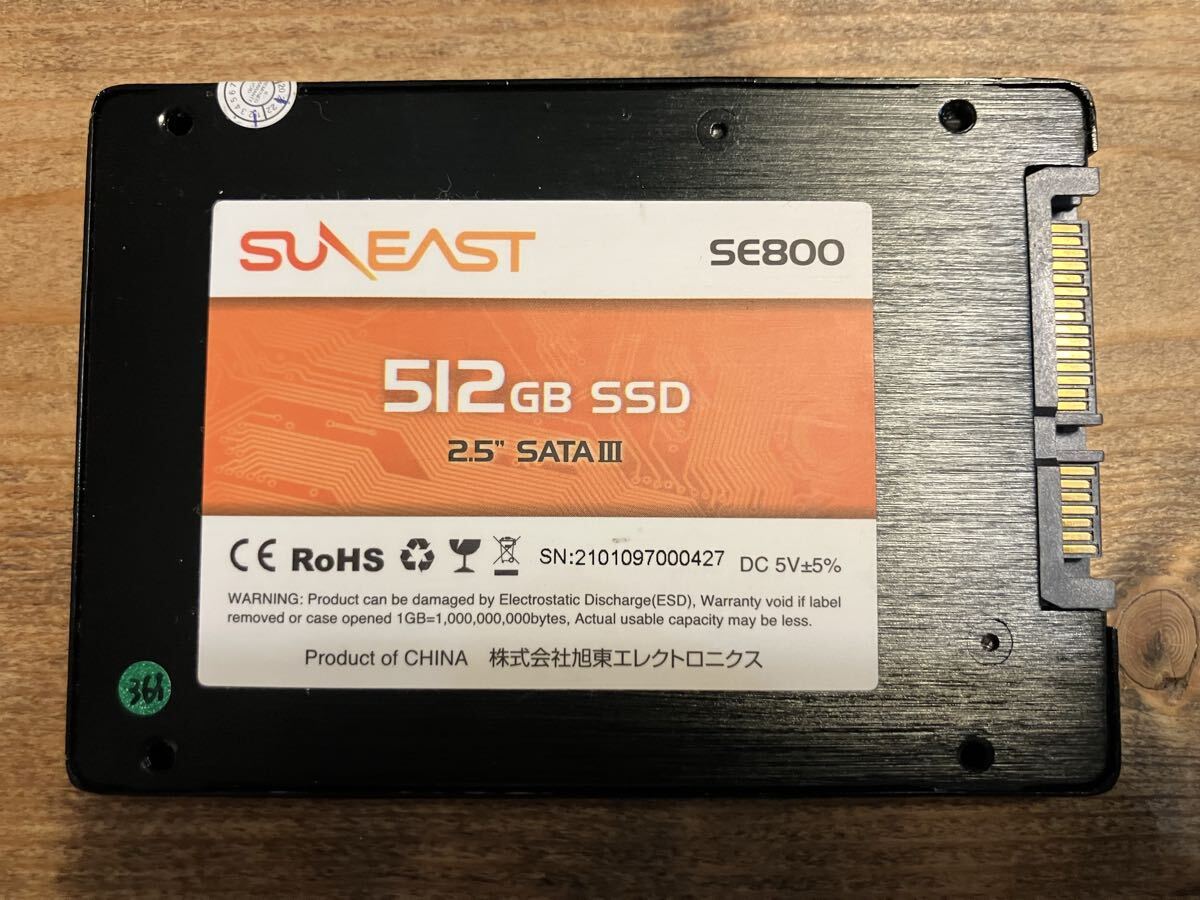 SUNEAST
SE800
512GB SSD
2.5" SATA III
CE RoHS SN:2101097000427 DC 5V±5%
WARNING: Product can be damaged by Electrostatic Discharge(ESD), Warranty void if label
removed or case opened 1GB=1,000,000,000bytes, Actual usable capacity may be less.
Product of CHINA 株式会社旭東エレクトロニクス